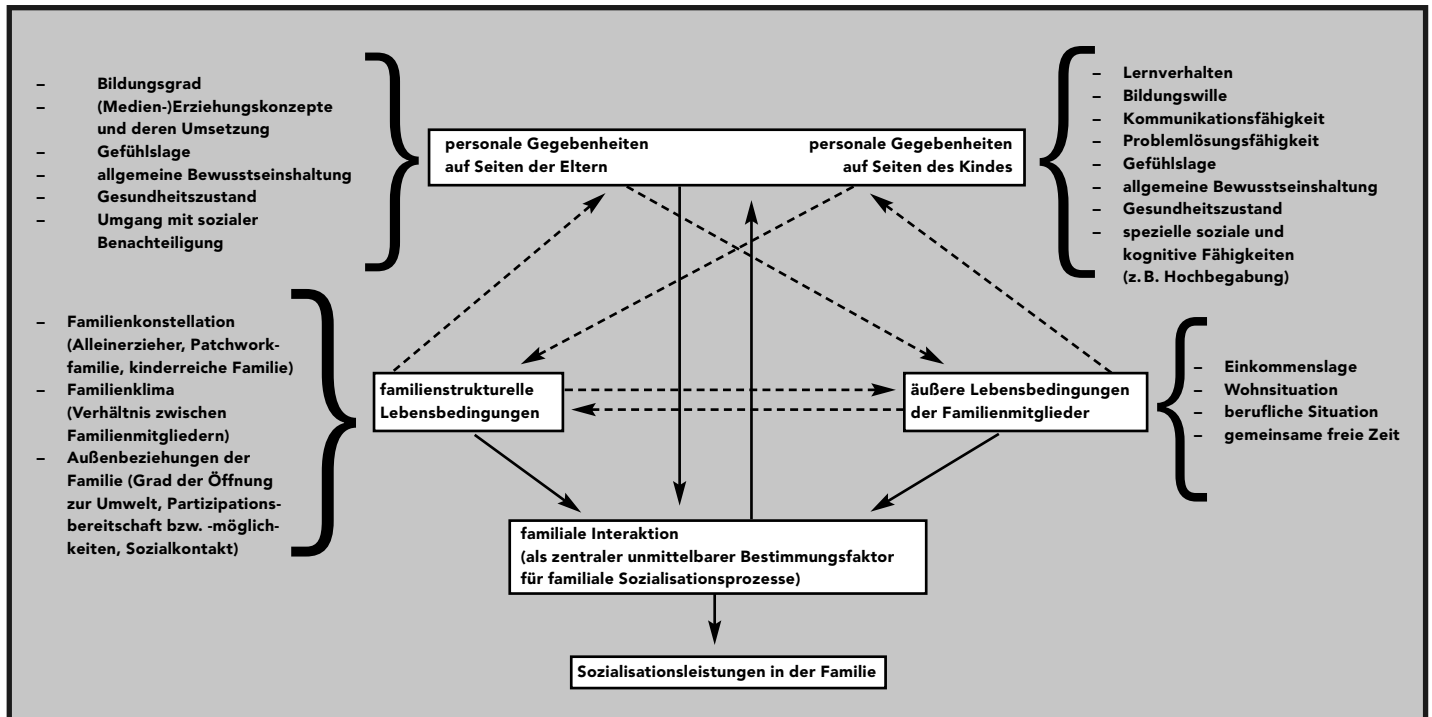 – Bildungsgrad
– (Medien-)Erziehungskonzepte
und deren Umsetzung
– Gefühlslage
– allgemeine Bewusstseinshaltung
– Gesundheitszustand
– Umgang mit sozialer
Benachteiligung
personale Gegebenheiten
auf Seiten der Eltern
personale Gegebenheiten
auf Seiten des Kindes
– Lernverhalten
– Bildungswille
– Kommunikationsfähigkeit
– Problemlösungsfähigkeit
– Gefühlslage
– allgemeine Bewusstseinshaltung
– Gesundheitszustand
– spezielle soziale und
kognitive Fähigkeiten
(z.B. Hochbegabung)
– Familienkonstellation
(Alleinerzieher, Patchwork-
familie, kinderreiche Familie)
– Familienklima
(Verhältnis zwischen
Familienmitgliedern)
– Außenbeziehungen der
Familie (Grad der Öffnung
zur Umwelt, Partizipations-
bereitschaft bzw. -möglich-
keiten, Sozialkontakt)
familienstrukturelle
Lebensbedingungen
äußere Lebensbedingungen
der Familienmitglieder
– Einkommenslage
– Wohnsituation
– berufliche Situation
– gemeinsame freie Zeit
familiale Interaktion
(als zentraler unmittelbarer Bestimmungsfaktor
für familiale Sozialisationsprozesse)
Sozialisationsleistungen in der Familie